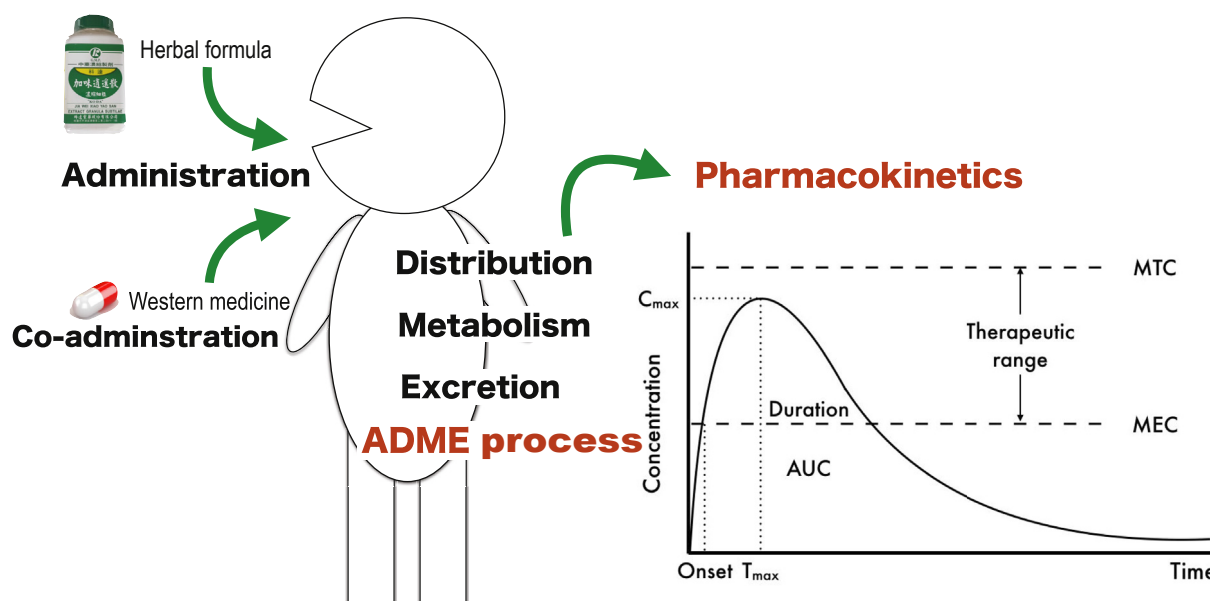 Herbal formula
加味逍遙散
Administration
Western medicine
Co-adminstration
Distribution
Metabolism
Excretion
ADME process
Pharmacokinetics
MTC
Cmax
Therapeutic
range
Concentration
Duration
MEC
AUC
Onset Tmax
Time